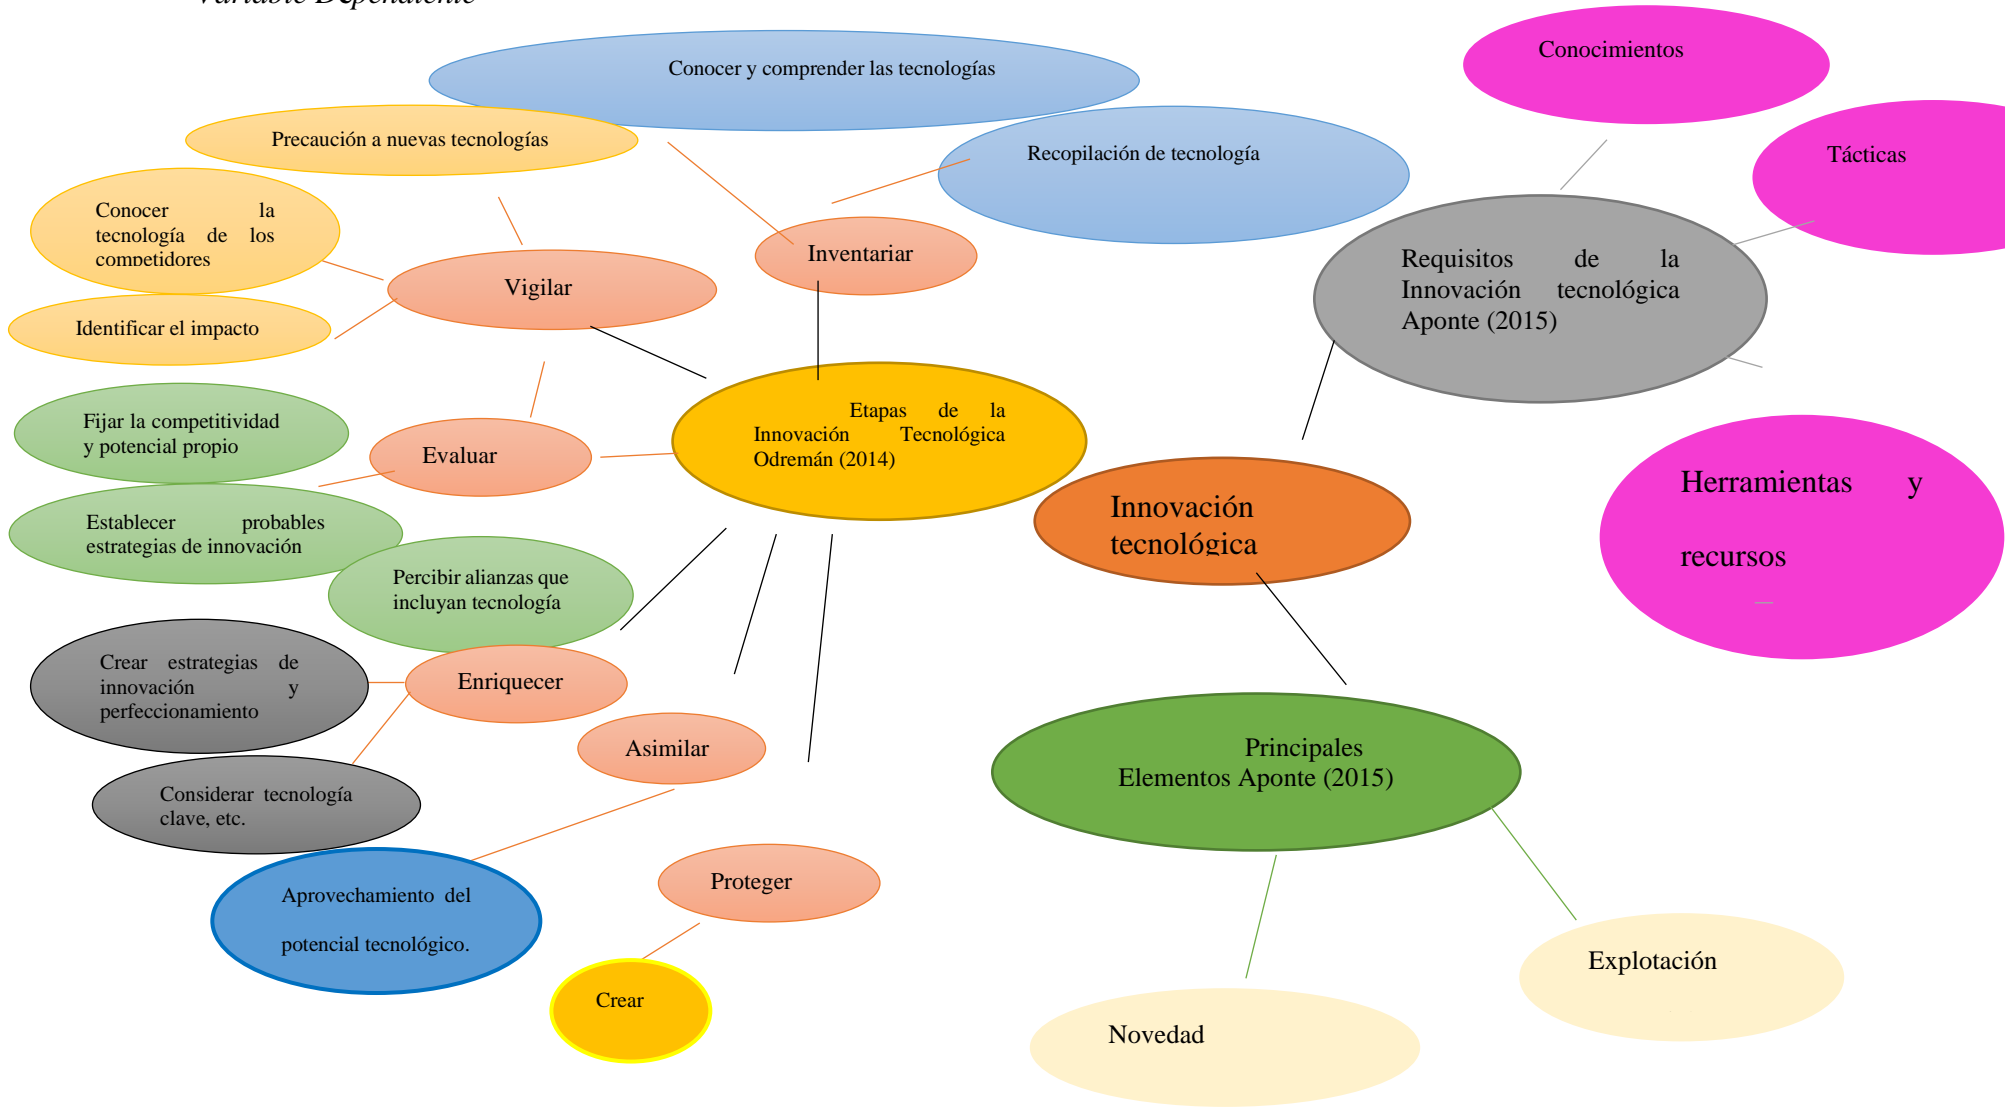 Variable Dependiente
Conocer y comprender las tecnologías
Precaución a nuevas tecnologías
Recopilación de tecnología
Conocer la
tecnología de los
competidores
Identificar el impacto
Vigilar
Inventariar
Fijar la competitividad
y potencial propio
Evaluar
Establecer probables
estrategias de innovación
Percibir alianzas que
incluyan tecnología
Etapas de la
Innovación Tecnológica
Odremán (2014)
Crear estrategias de
innovación y
perfeccionamiento
Enriquecer
Considerar tecnología
clave, etc.
Asimilar
Aprovechamiento del
potencial tecnológico.
Proteger
Crear
Conocimientos
Tácticas
Requisitos de la
Innovación tecnológica
Aponte (2015)
Herramientas y
recursos
Innovación
tecnológica
Principales
Elementos Aponte (2015)
Explotación
Novedad